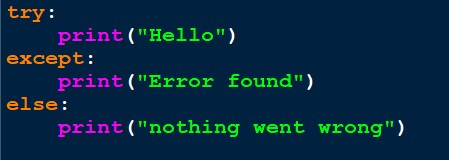 try:
    print("Hello")
except:
    print("Error found")
else:
    print("nothing went wrong")